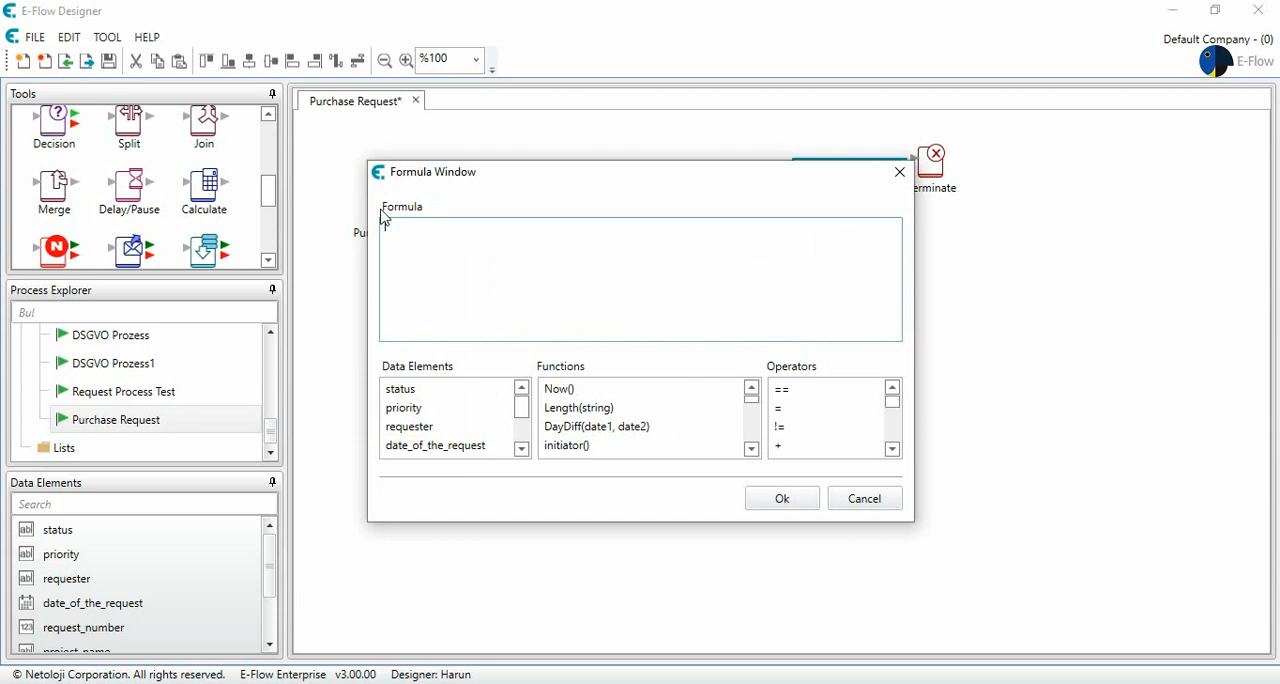 E-Flow Designer
FILE EDIT TOOL HELP
Default Company - (0)
%100
E-Flow
Tools
Purchase Request*
Decision Split Join
Merge Delay/Pause Calculate
N
Process Explorer
Bul
DSGVO Prozess
DSGVO Prozess1
Request Process Test
Purchase Request
Lists
Data Elements
Search
status
priority
requester
date_of_the_request
request_number
project_name
erminate
Pu
Formula Window
Formula
Data Elements Functions Operators
status Now() ==
priority Length(string) =
requester DayDiff(date1, date2) !=
date_of_the_request initiator() +
Ok Cancel
© Netoloji Corporation. All rights reserved. E-Flow Enterprise v3.00.00 Designer: Harun